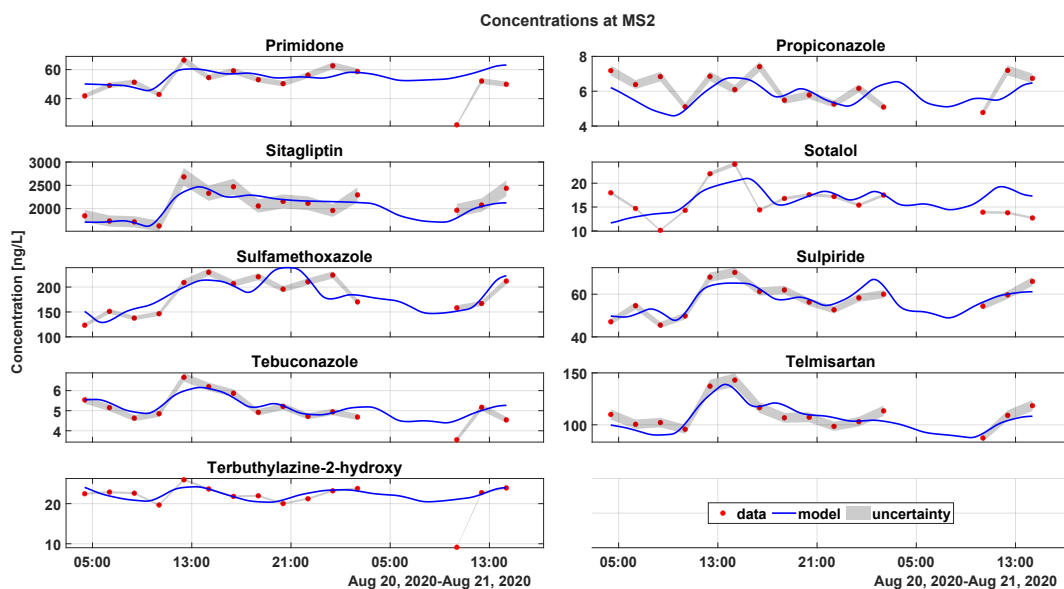 Concentrations at MS2
Primidone
60
40
Propiconazole
8
6
4
Sitagliptin
3000
2500
2000
Sotalol
20
15
10
Concentration [ng/L]
Sulfamethoxazole
200
150
100
Sulpiride
60
40
Tebuconazole
6
5
4
Telmisartan
150
100
Terbuthylazine-2-hydroxy
20
10
data model uncertainty
05:00 13:00 21:00 05:00 13:00
Aug 20, 2020-Aug 21, 2020
05:00 13:00 21:00 05:00 13:00
Aug 20, 2020-Aug 21, 2020